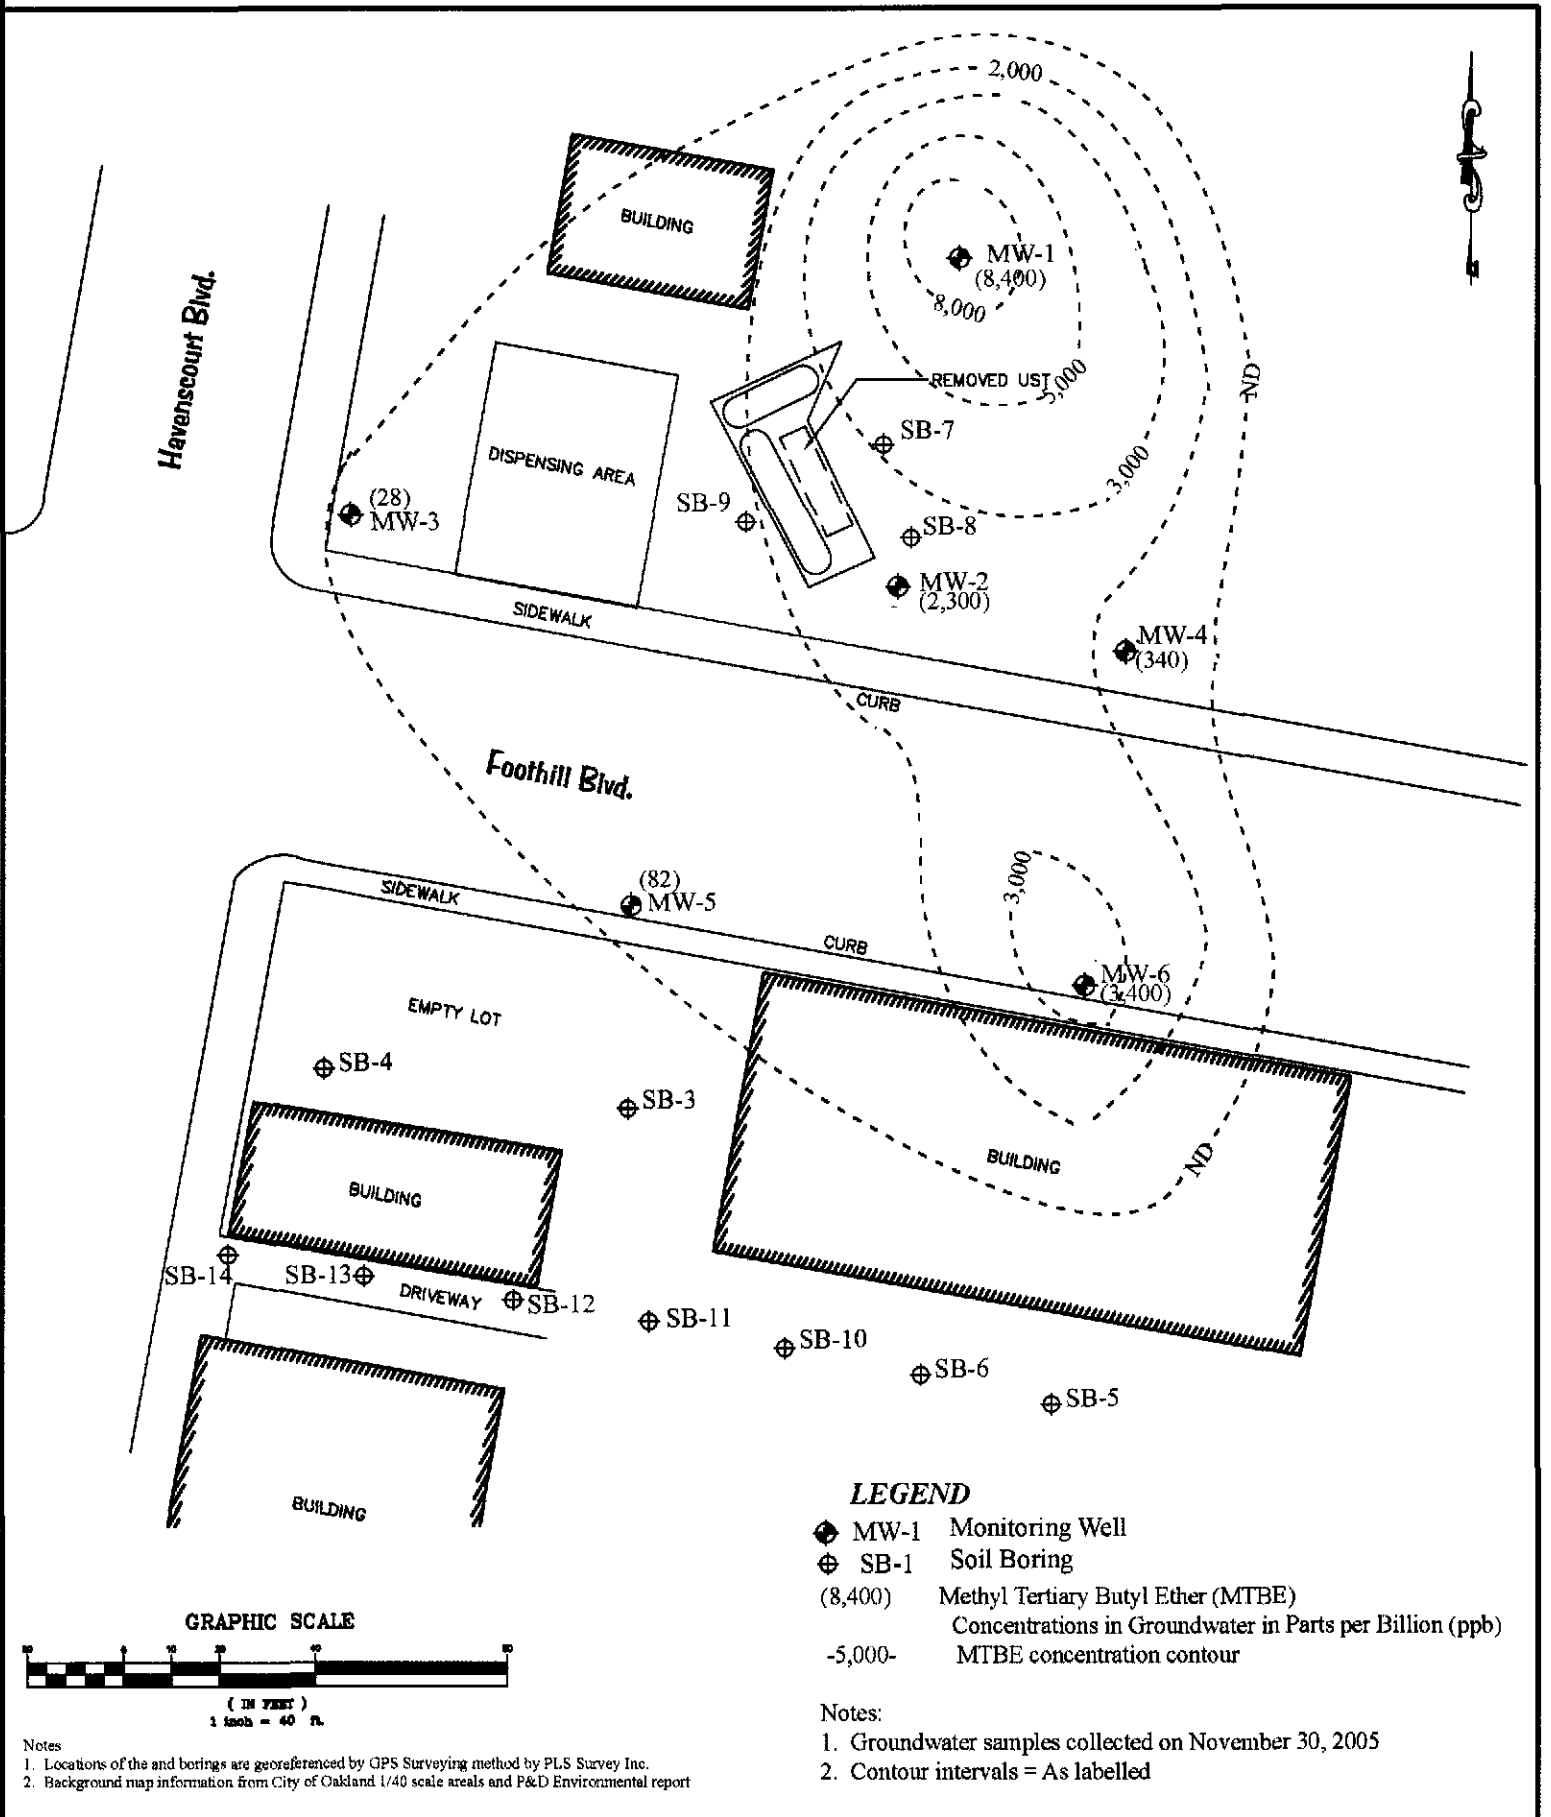 2,000
BUILDING
MW-1
(8,400)
8,000
Havenscourt Blvd.
REMOVED UST
5,000
ND
SB-7
DISPENSING AREA
3,000
(28)
MW-3
SB-9
SB-8
MW-2
(2,300)
SIDEWALK
MW-4
(340)
CURB
Foothill Blvd.
3,000
(82)
MW-5
SIDEWALK
CURB
MW-6
(3,400)
EMPTY LOT
SB-4
SB-3
BUILDING
ND
BUILDING
SB-14
SB-13
DRIVEWAY
SB-12
SB-11
SB-10
SB-6
SB-5
BUILDING
LEGEND
MW-1 Monitoring Well
SB-1 Soil Boring
(8,400) Methyl Tertiary Butyl Ether (MTBE)
Concentrations in Groundwater in Parts per Billion (ppb)
-5,000- MTBE concentration contour
GRAPHIC SCALE
( IN FEET )
1 inch = 40 ft.
Notes:
1. Groundwater samples collected on November 30, 2005
2. Contour intervals = As labelled
Notes
1. Locations of the and borings are georeferenced by GPS Surveying method by PLS Survey Inc.
2. Background map information from City of Oakland 1/40 scale areals and P&D Environmental report